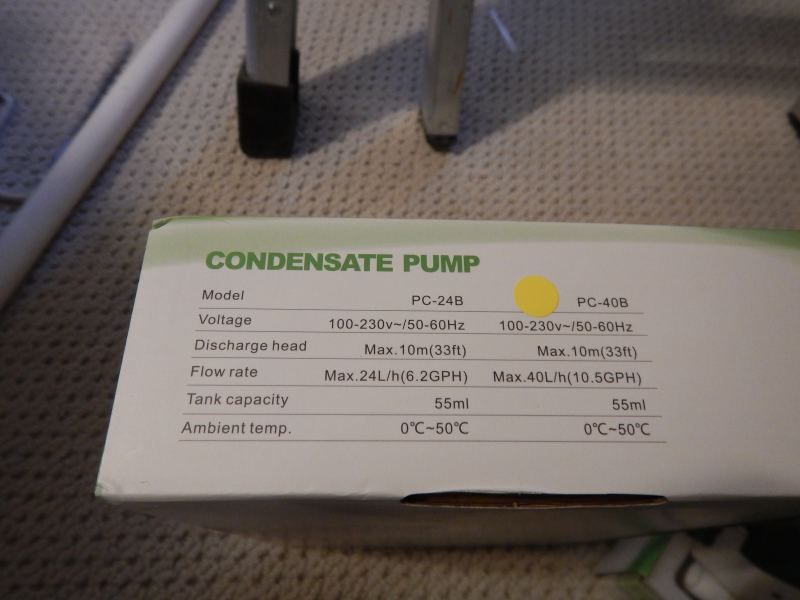 CONDENSATE PUMP
Model PC-24B PC-40B
Voltage 100-230v~/50-60Hz 100-230v~/50-60Hz
Discharge head Max.10m(33ft) Max.10m(33ft)
Flow rate Max.24L/h(6.2GPH) Max.40L/h(10.5GPH)
Tank capacity 55ml 55ml
Ambient temp. 0℃~50℃ 0℃~50℃